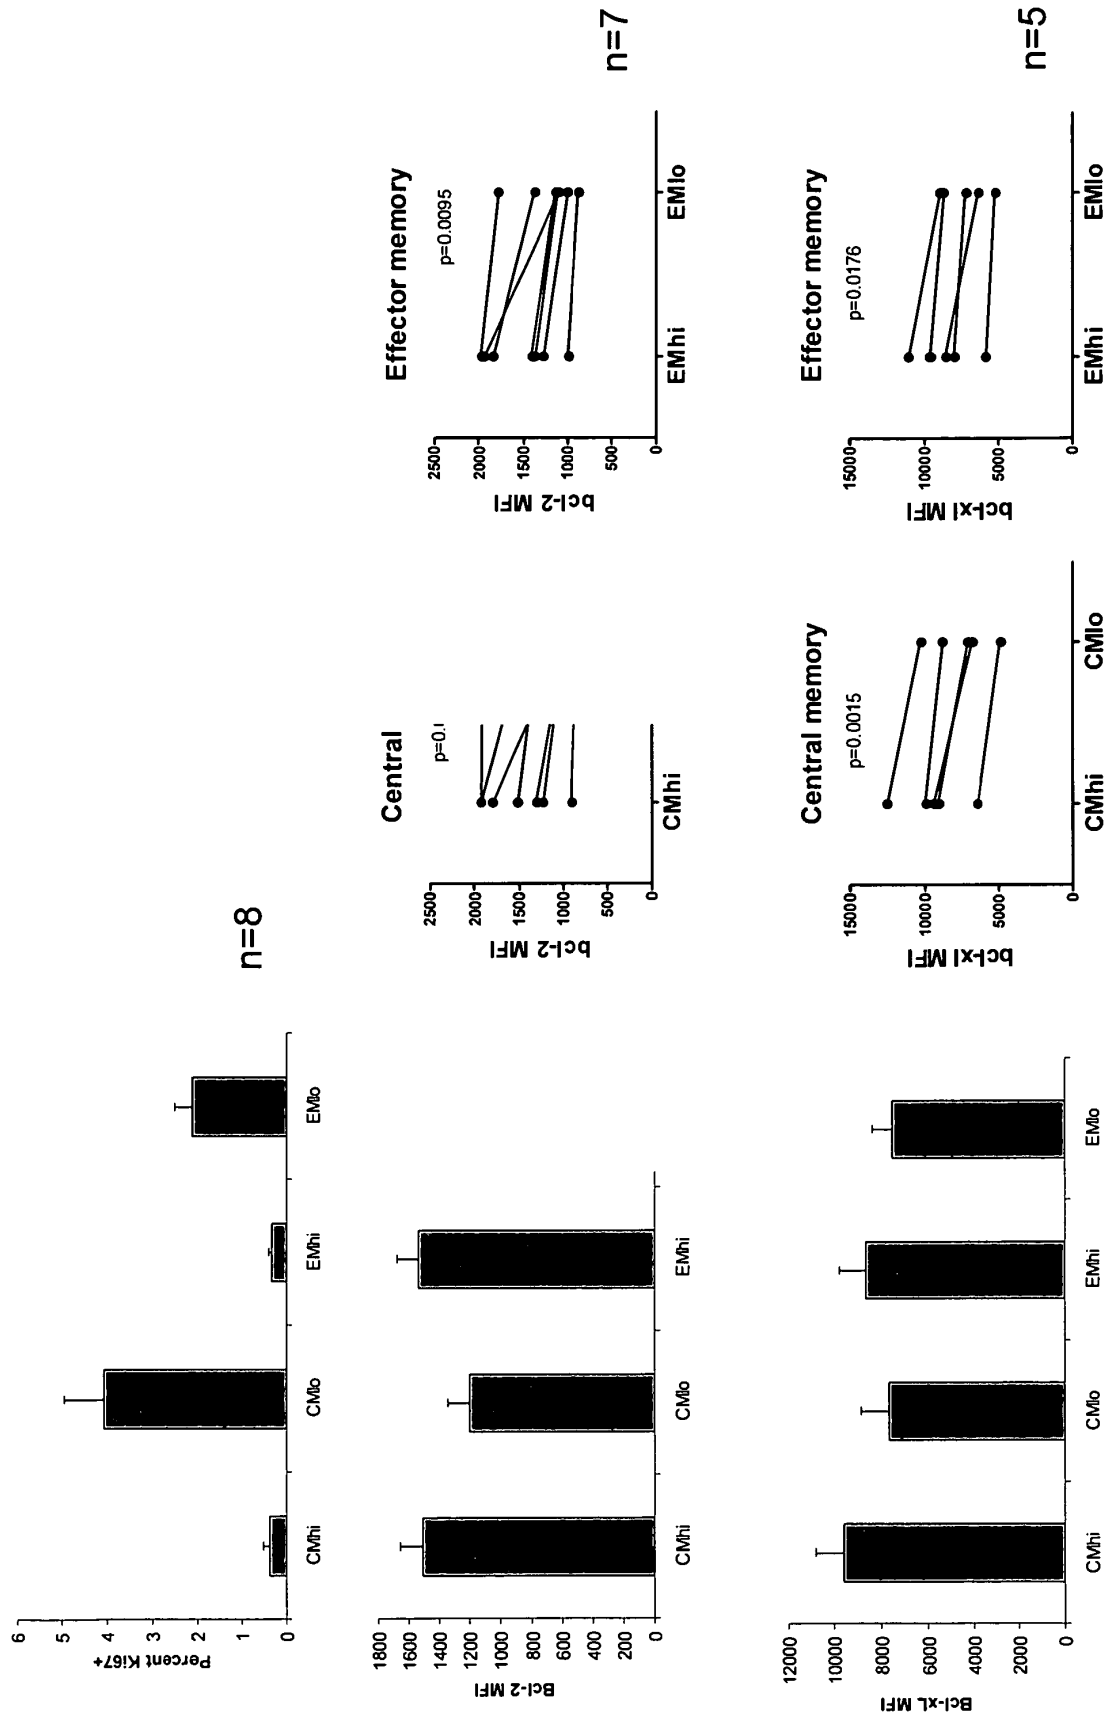 6
5
4
3
2
1
0
Percent Ki67+
CMhi
CMlo
EMhi
EMlo
n=8
1800
1600
1400
1200
1000
800
600
400
200
0
Bcl-2 MFI
CMhi
CMlo
EMhi
Central
2500
2000
1500
1000
500
0
bcl-2 MFI
CMhi
Effector memory
p=0.0095
2500
2000
1500
1000
500
0
bcl-2 MFI
EMhi
EMlo
n=7
12000
10000
8000
6000
4000
2000
0
Bcl-xL MFI
CMhi
CMlo
EMhi
EMlo
Central memory
p=0.0015
15000
10000
5000
0
bcl-xl MFI
CMhi
CMlo
Effector memory
p=0.0176
15000
10000
5000
0
bcl-xl MFI
EMhi
EMlo
n=5